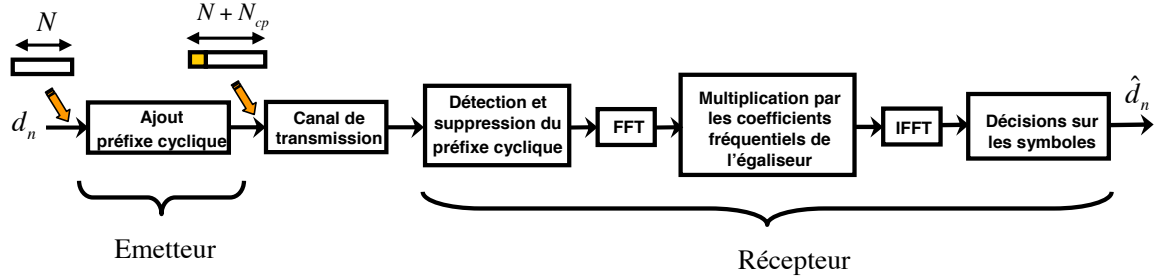 N
N + N_cp
d_n
Ajout
préfixe cyclique
Canal de
transmission
Détection et
suppression du
préfixe cyclique
FFT
Multiplication par
les coefficients
fréquentiels de
l'égaliseur
IFFT
Décisions sur
les symboles
d̂_n
Emetteur
Récepteur